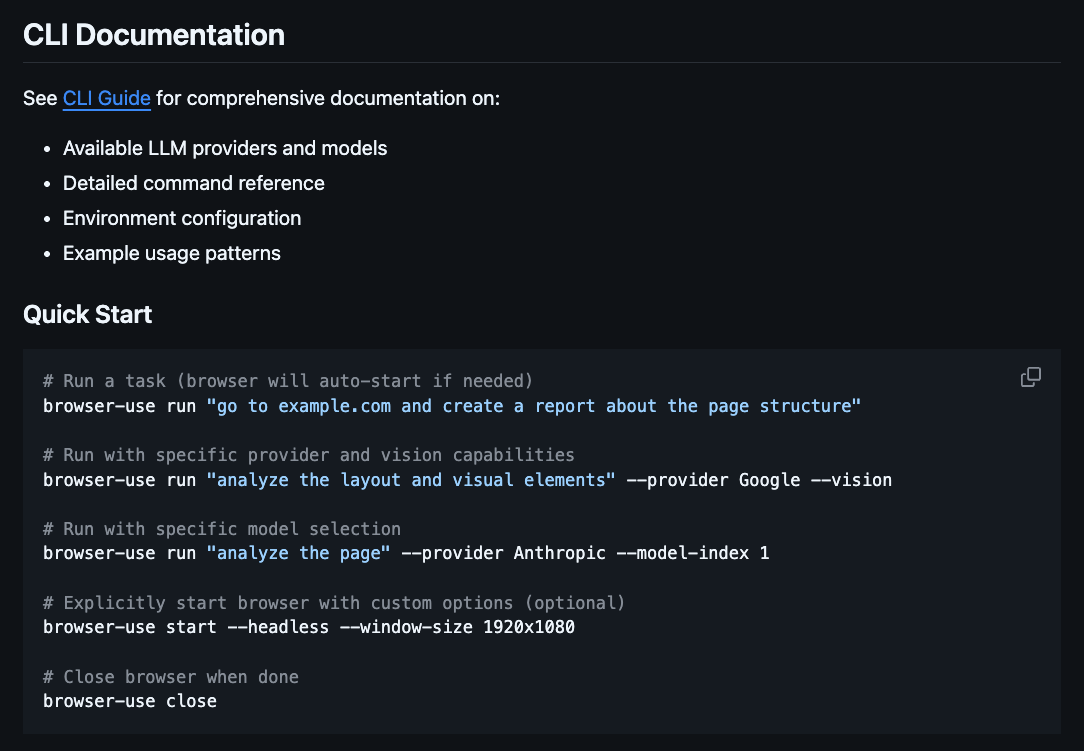 CLI Documentation
See CLI Guide for comprehensive documentation on:
• Available LLM providers and models
• Detailed command reference
• Environment configuration
• Example usage patterns
Quick Start
# Run a task (browser will auto-start if needed)
browser-use run "go to example.com and create a report about the page structure"
# Run with specific provider and vision capabilities
browser-use run "analyze the layout and visual elements" --provider Google --vision
# Run with specific model selection
browser-use run "analyze the page" --provider Anthropic --model-index 1
# Explicitly start browser with custom options (optional)
browser-use start --headless --window-size 1920x1080
# Close browser when done
browser-use close